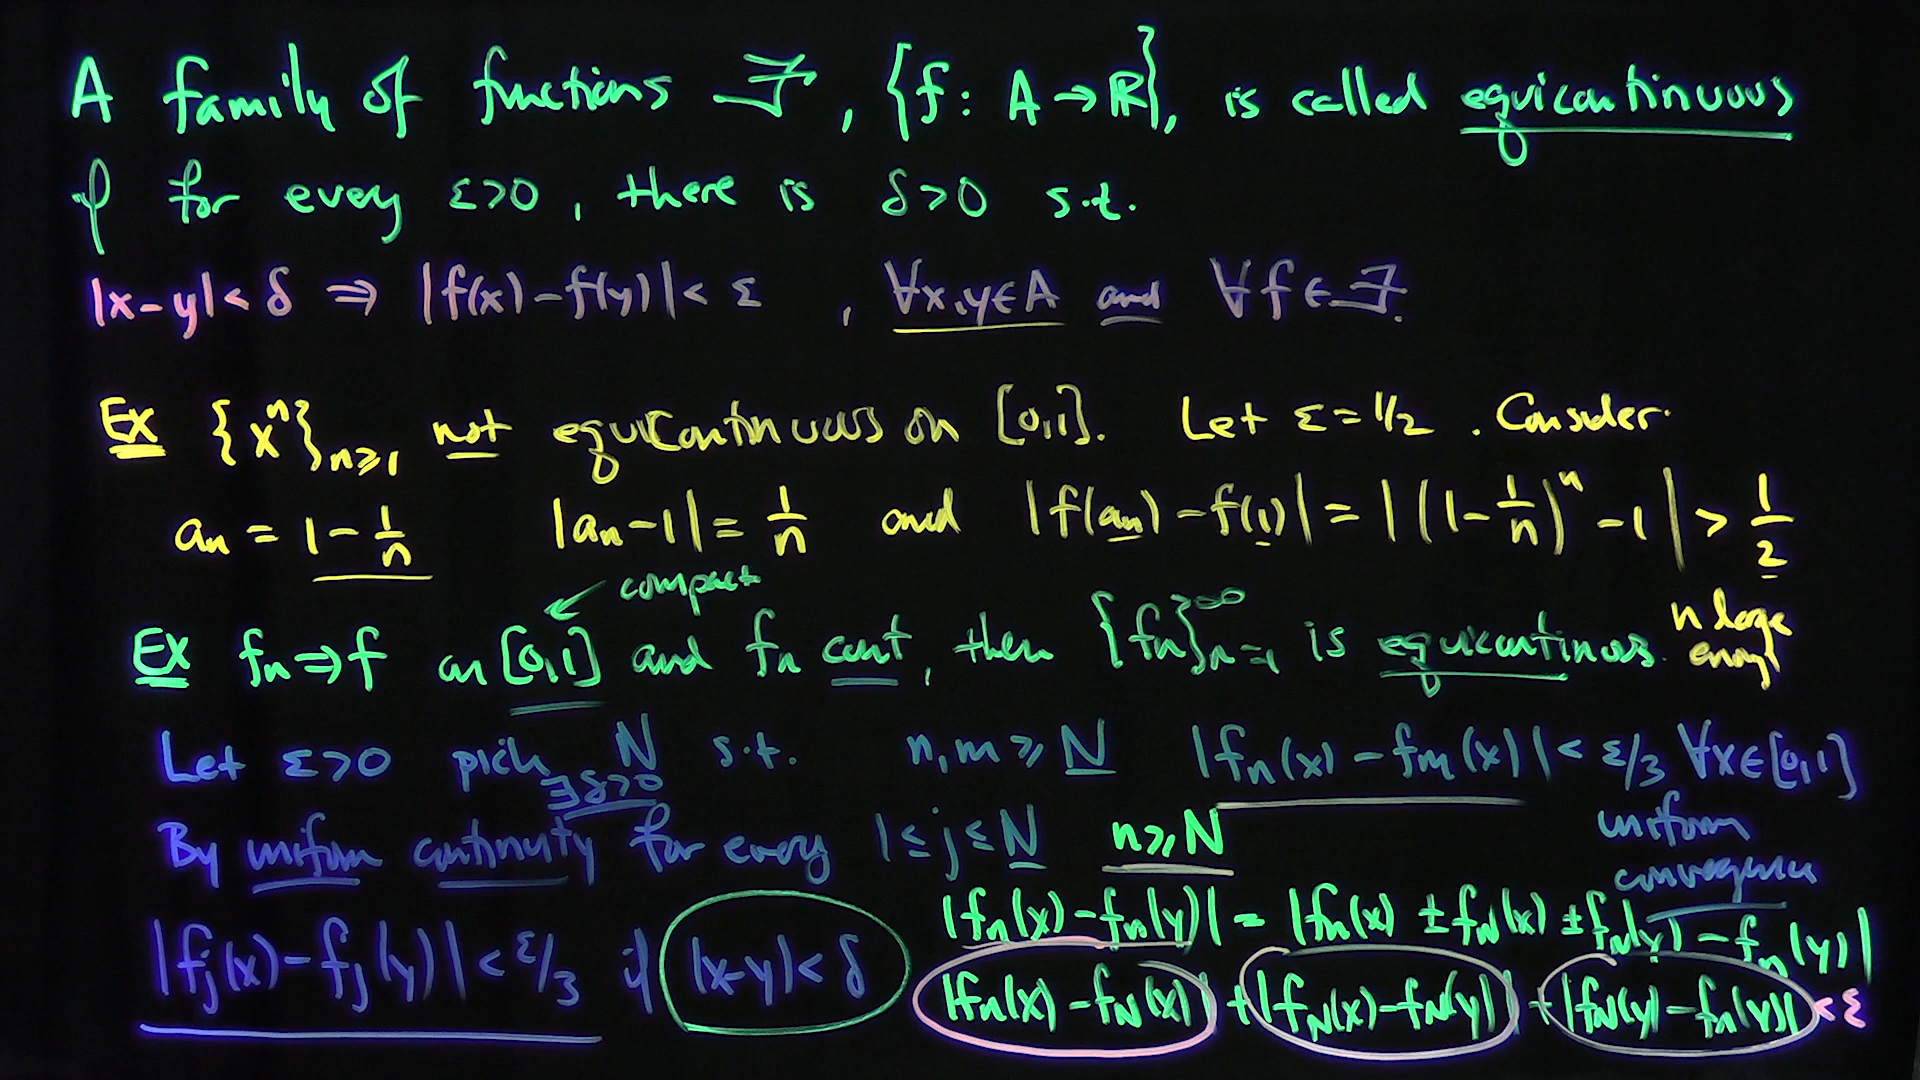 A family of functions ℱ, {f: A→ℝ}, is called equicontinuous
if for every ε>0, there is δ>0 s.t.
|x-y|<δ ⇒ |f(x)-f(y)|<ε , ∀x,y∈A and ∀f∈ℱ.
Ex {xⁿ}n≥1 not equicontinuous on [0,1]. Let ε=1/2. Consider
an = 1-1/n |an-1| = 1/n and |f(an)-f(1)| = |(1-1/n)ⁿ-1| > 1/2
n large enough
compact
Ex fn⇒f on [0,1] and fn cont, then {fn}∞n=1 is equicontinuous.
Let ε>0 pick N s.t. n,m≥N |fn(x)-fm(x)|<ε/3 ∀x∈[0,1]
uniform convergence
∃δ>0
By uniform continuity for every 1≤j≤N
|fj(x)-fj(y)|<ε/3 if |x-y|<δ
n≥N
|fn(x)-fn(y)| = |fn(x) ± fN(x) ± fN(y) - fn(y)|
|fn(x)-fN(x)| + |fN(x)-fN(y)| + |fN(y)-fn(y)| < ε